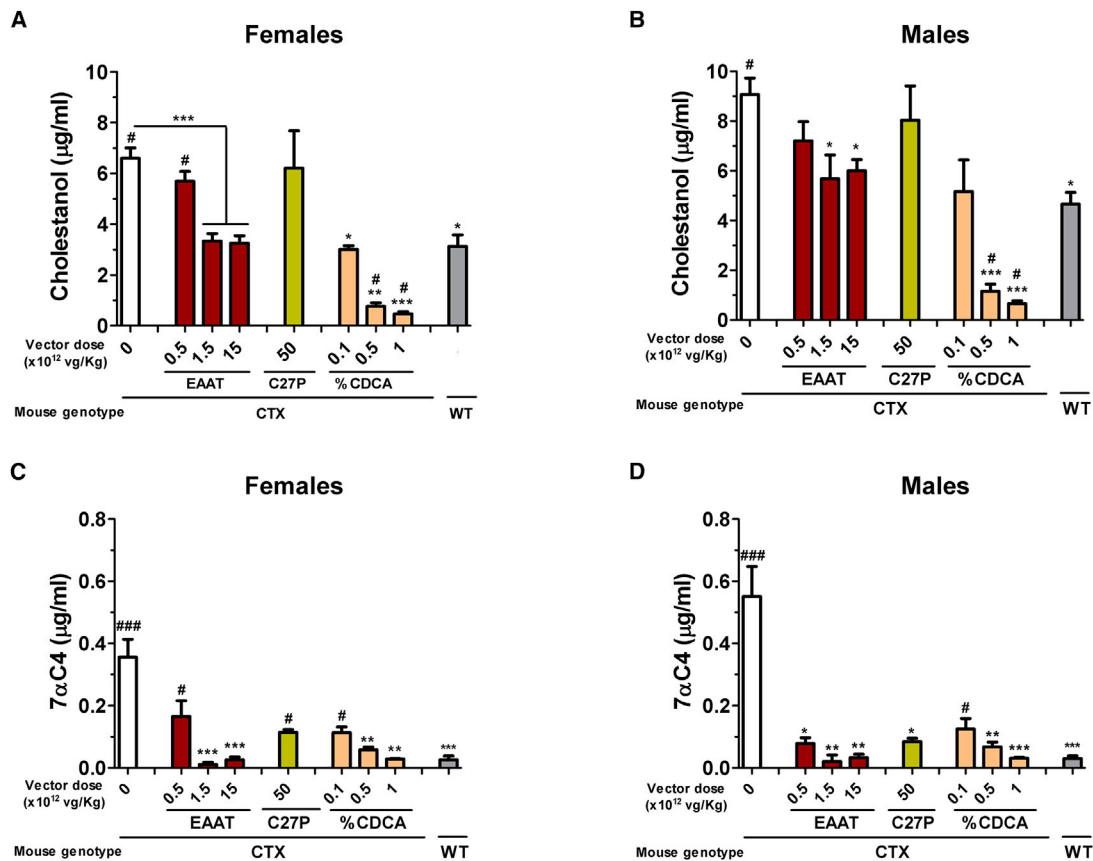 A
Females
Cholestanol (µg/ml)
10
8
6
4
2
0
#
***
#
*
#
**
#
***
*
Vector dose
(x10¹² vg/Kg)
0 0.5 1.5 15 50 0.1 0.5 1
EAAT C27P %CDCA
Mouse genotype CTX WT
B
Males
Cholestanol (µg/ml)
10
8
6
4
2
0
#
*
*
#
***
#
***
*
Vector dose
(x10¹² vg/Kg)
0 0.5 1.5 15 50 0.1 0.5 1
EAAT C27P %CDCA
Mouse genotype CTX WT
C
Females
7αC4 (µg/ml)
0.8
0.6
0.4
0.2
0.0
###
#
***
***
#
#
**
**
***
Vector dose
(x10¹² vg/Kg)
0 0.5 1.5 15 50 0.1 0.5 1
EAAT C27P %CDCA
Mouse genotype CTX WT
D
Males
7αC4 (µg/ml)
0.8
0.6
0.4
0.2
0.0
###
*
**
**
*
#
**
***
***
Vector dose
(x10¹² vg/Kg)
0 0.5 1.5 15 50 0.1 0.5 1
EAAT C27P %CDCA
Mouse genotype CTX WT